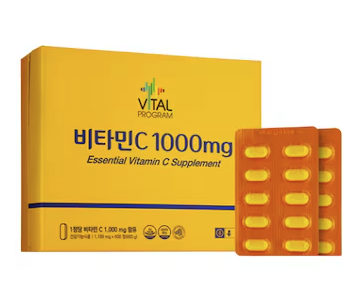 VITAL
PROGRAM
비타민C 1000mg
Essential Vitamin C Supplement
1정당 비타민 C 1,000 mg 함유